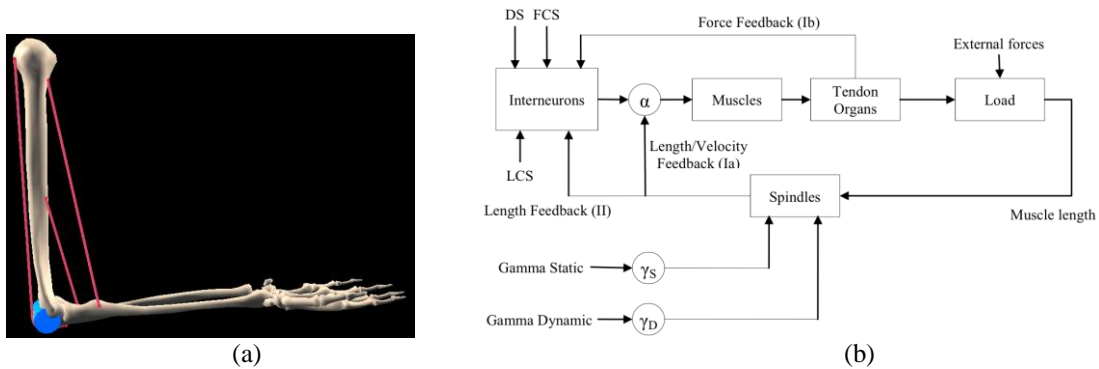 DS FCS
Force Feedback (Ib)
External forces
Interneurons
α
Muscles
Tendon
Organs
Load
Length/Velocity
Feedback (Ia)
LCS
Length Feedback (II)
Spindles
Muscle length
Gamma Static
γS
Gamma Dynamic
γD
(a)
(b)